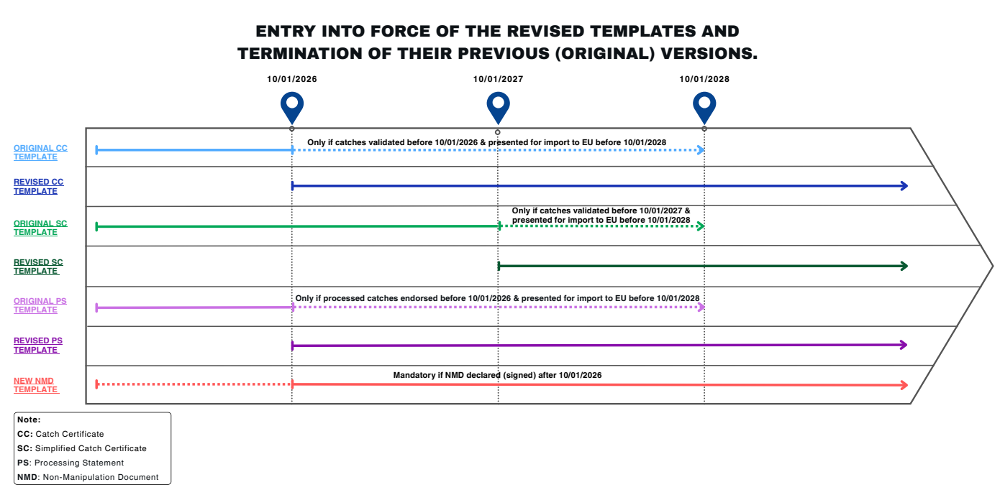 ENTRY INTO FORCE OF THE REVISED TEMPLATES AND
TERMINATION OF THEIR PREVIOUS (ORIGINAL) VERSIONS.
10/01/2026
10/01/2027
10/01/2028
ORIGINAL CC
TEMPLATE
Only if catches validated before 10/01/2026 & presented for import to EU before 10/01/2028
REVISED CC
TEMPLATE
ORIGINAL SC
TEMPLATE
Only if catches validated before 10/01/2027 &
presented for import to EU before 10/01/2028
REVISED SC
TEMPLATE
ORIGINAL PS
TEMPLATE
Only if processed catches endorsed before 10/01/2026 & presented for import to EU before 10/01/2028
REVISED PS
TEMPLATE
NEW NMD
TEMPLATE
Mandatory if NMD declared (signed) after 10/01/2026
Note:
CC: Catch Certificate
SC: Simplified Catch Certificate
PS: Processing Statement
NMD: Non-Manipulation Document